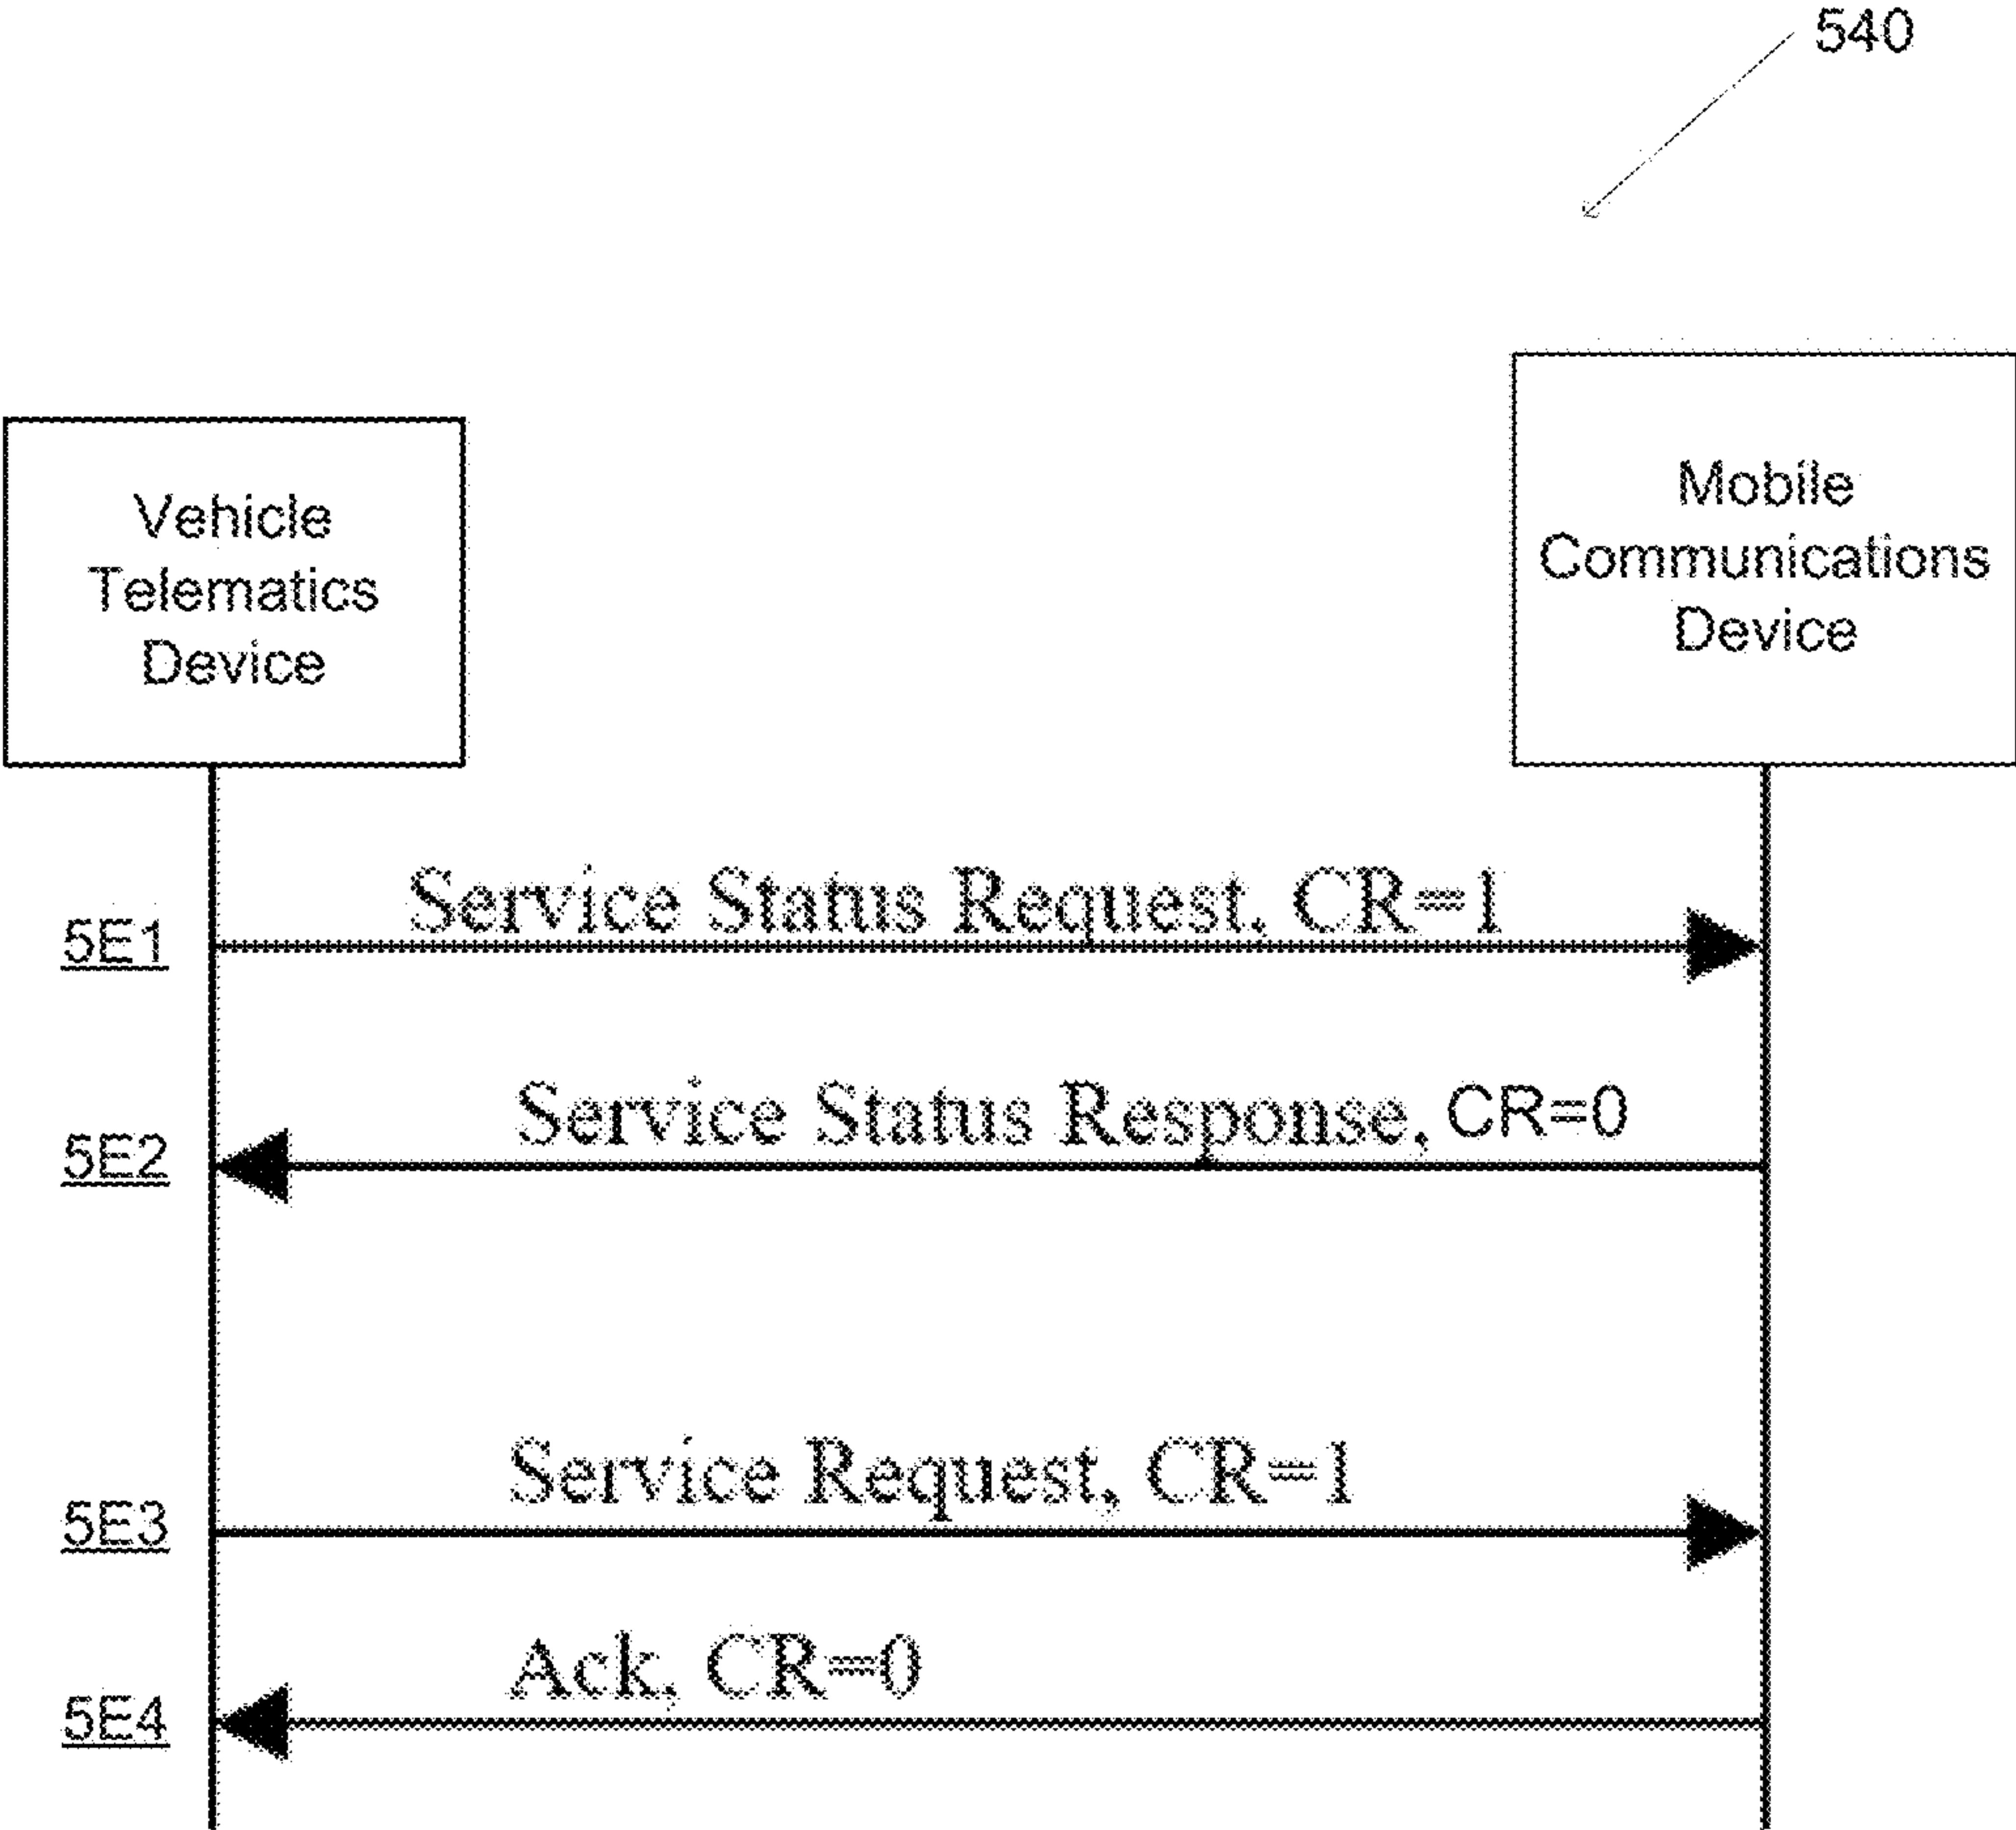 540
Vehicle
Telematics
Device
Mobile
Communications
Device
5E1
Service Status Request, CR=1
5E2
Service Status Response, CR=0
5E3
Service Request, CR=1
5E4
Ack, CR=0